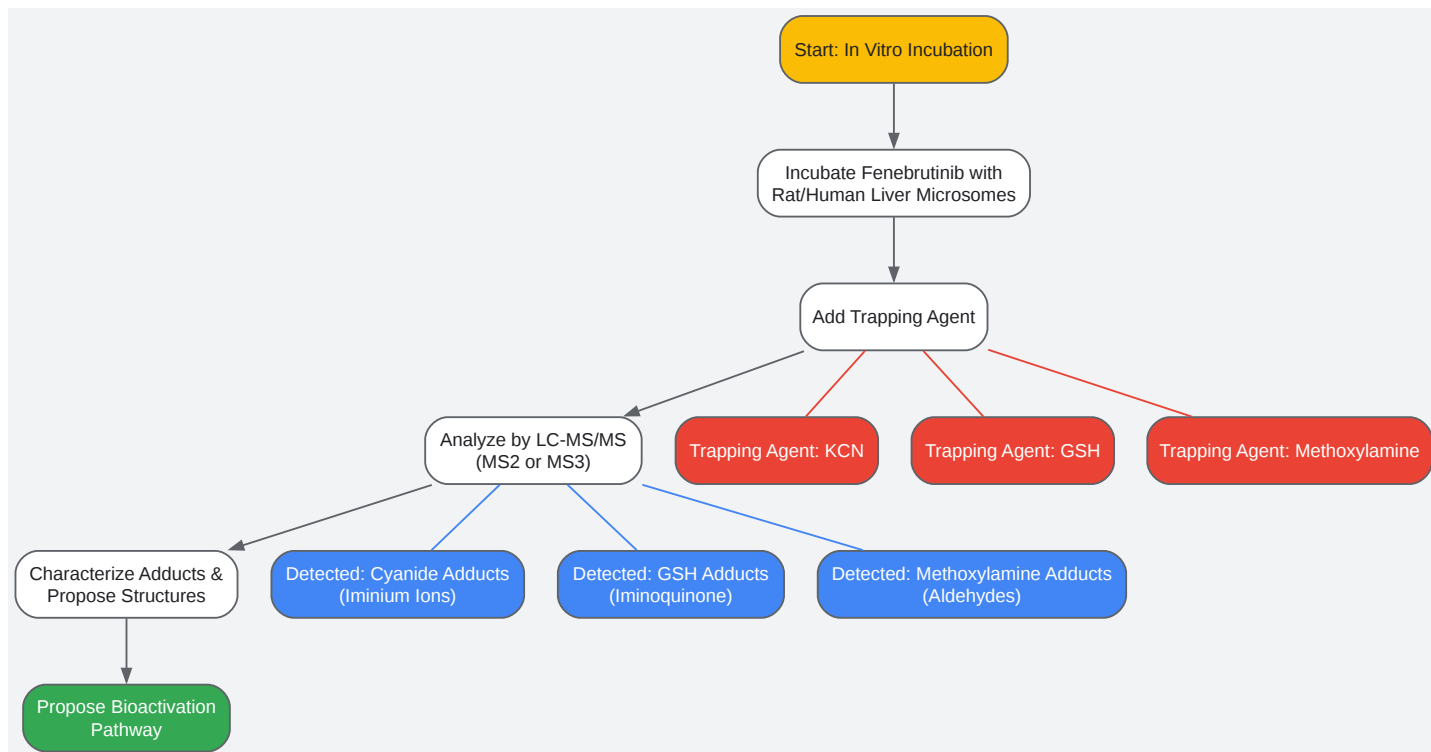 Start: In Vitro Incubation
Incubate Fenebrutinib with
Rat/Human Liver Microsomes
Add Trapping Agent
Analyze by LC-MS/MS
(MS2 or MS3)
Trapping Agent: KCN
Trapping Agent: GSH
Trapping Agent: Methoxylamine
Characterize Adducts &
Propose Structures
Detected: Cyanide Adducts
(Iminium Ions)
Detected: GSH Adducts
(Iminoquinone)
Detected: Methoxylamine Adducts
(Aldehydes)
Propose Bioactivation
Pathway